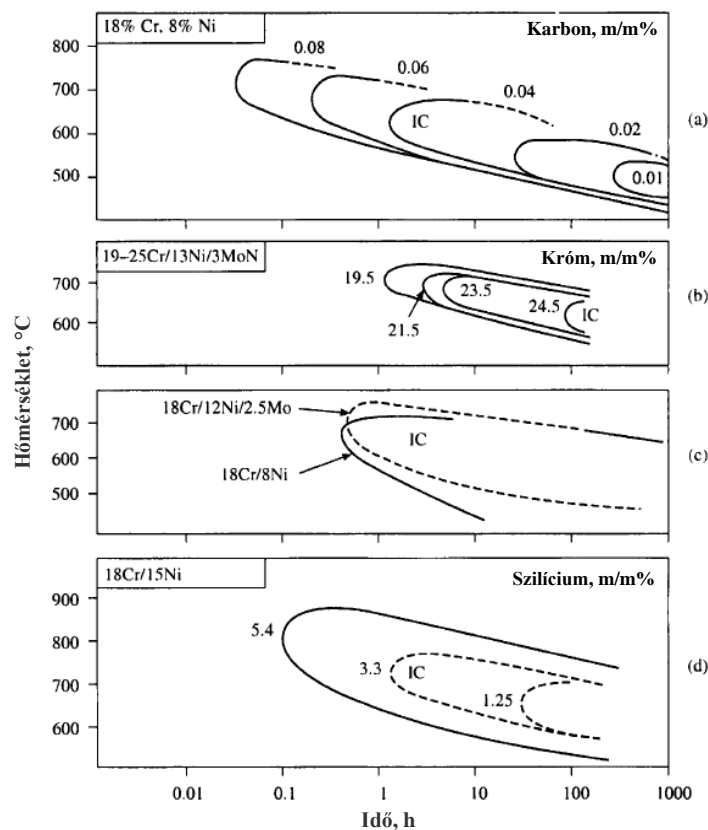 18% Cr, 8% Ni
Karbon, m/m%
800
700
600
500
0.08
0.06
0.04
0.02
0.01
IC
(a)
19–25Cr/13Ni/3MoN
Króm, m/m%
700
600
19.5
21.5
23.5
24.5
IC
(b)
18Cr/12Ni/2.5Mo
18Cr/8Ni
IC
700
600
500
(c)
18Cr/15Ni
Szilícium, m/m%
900
800
700
600
5.4
3.3
IC
1.25
(d)
0.01
0.1
1
10
100
1000
Hőmérséklet, °C
Idő, h